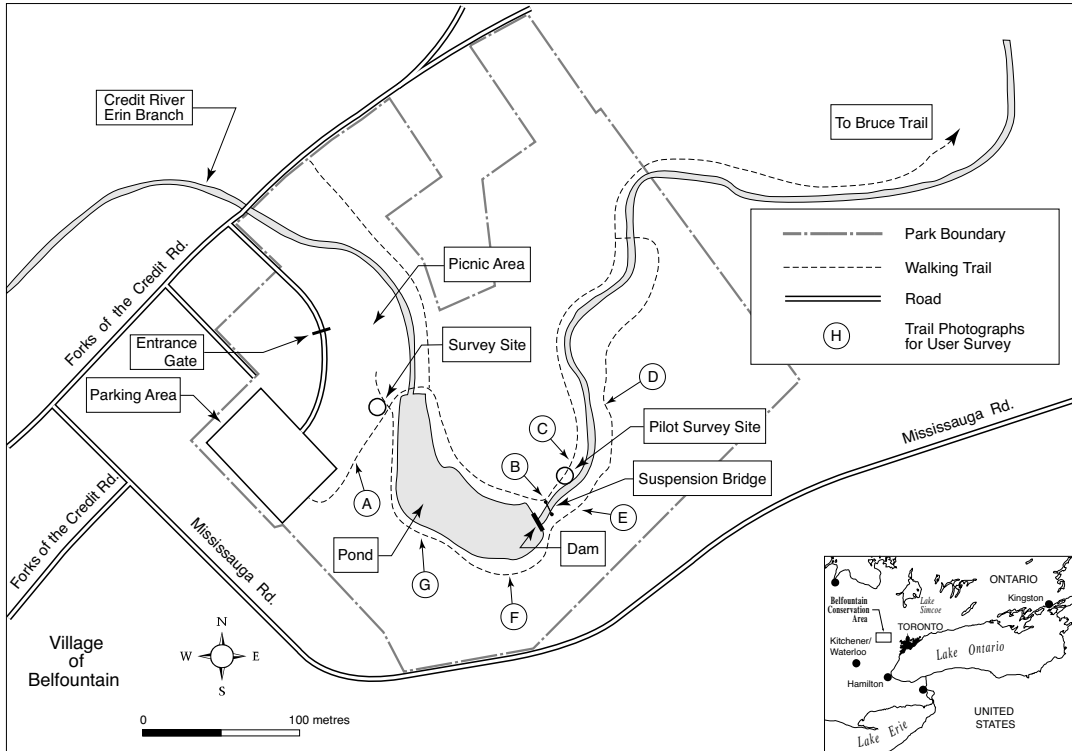 Credit River
Erin Branch
To Bruce Trail
Forks of the Credit Rd.
Picnic Area
Entrance
Gate
Survey Site
Parking Area
Park Boundary
Walking Trail
Road
H
Trail Photographs
for User Survey
D
C
Pilot Survey Site
B
Suspension Bridge
Mississauga Rd.
A
E
Forks of the Credit Rd.
Mississauga Rd.
Pond
Dam
G
F
Village
of
Belfountain
N
W
E
S
0
100 metres
ONTARIO
Kingston
Lake
Simcoe
Belfountain
Conservation
Area
TORONTO
Kitchener/
Waterloo
Lake Ontario
Hamilton
UNITED
STATES
Lake Erie